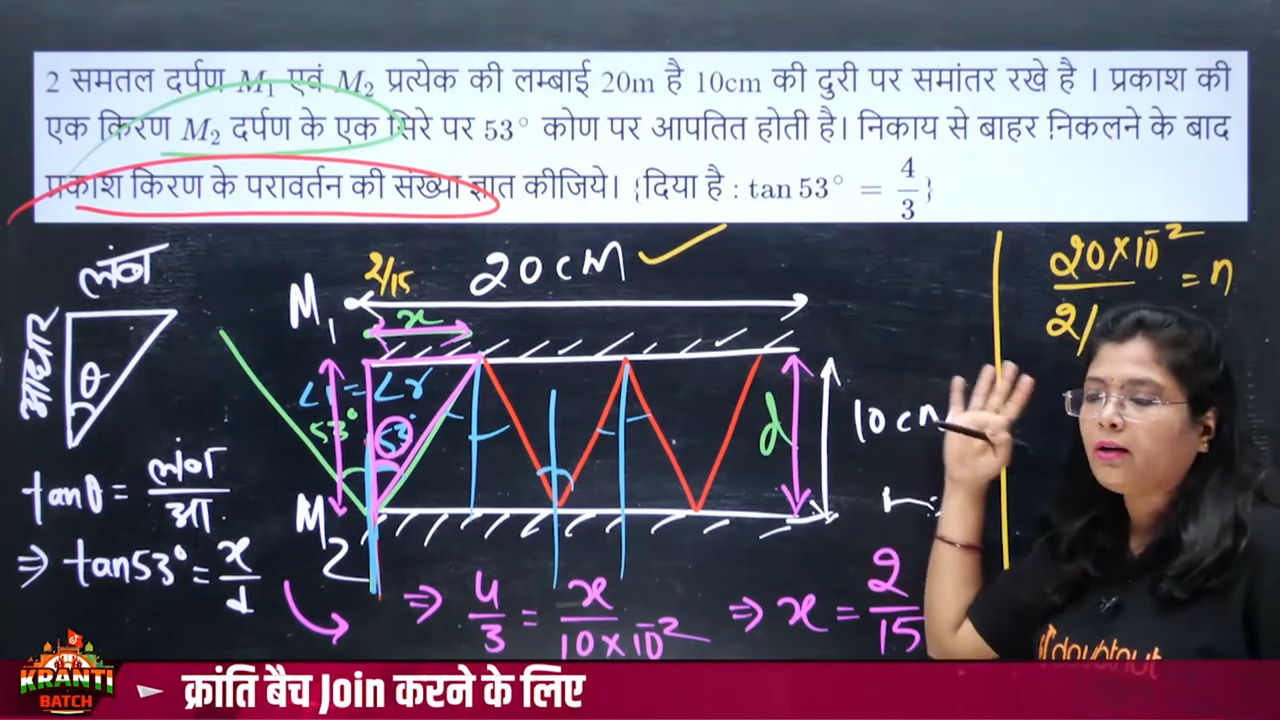 2 समतल दर्पण M₁ एवं M₂ प्रत्येक की लम्बाई 20m है 10cm की दुरी पर समांतर रखे है । प्रकाश की
एक किरण M₂ दर्पण के एक सिरे पर 53° कोण पर आपतित होती है। निकाय से बाहर निकलने के बाद
प्रकाश किरण के परावर्तन की संख्या ज्ञात कीजिये। {दिया है : tan 53° = 4/3}
लंब
आधार
θ
tanθ = लंब/आ
⇒ tan53° = x/d
M₁
2/15
20cm
x
∠i = ∠r
53°
53°
d
10cm
M₂
⇒ 4/3 = x/10×10⁻²
⇒ x = 2/15
20×10⁻²/2/ = n
doubtnut
KRANTI
BATCH
क्रांति बैच Join करने के लिए